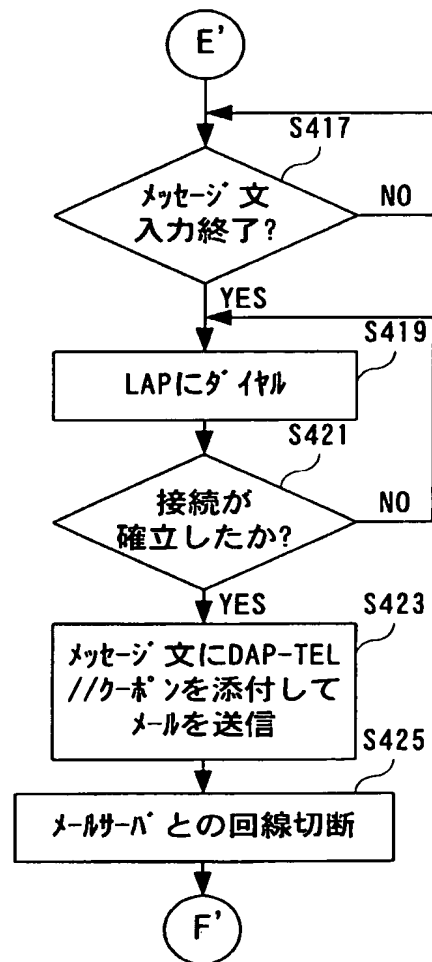 E'
S417
メッセージ文
入力終了?
NO
YES
S419
LAPにダイヤル
S421
接続が
確立したか?
NO
YES
S423
メッセージ文にDAP-TEL
//クーポンを添付して
メールを送信
S425
メールサーバとの回線切断
F'